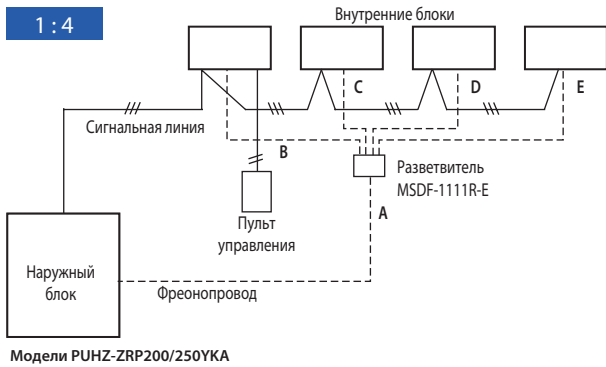 1 : 4
Внутренние блоки
C
D
E
Сигнальная линия
B
Разветвитель
MSDF-1111R-E
A
Пульт
управления
Наружный
блок
Фреонопровод
Модели PUHZ-ZRP200/250YKA